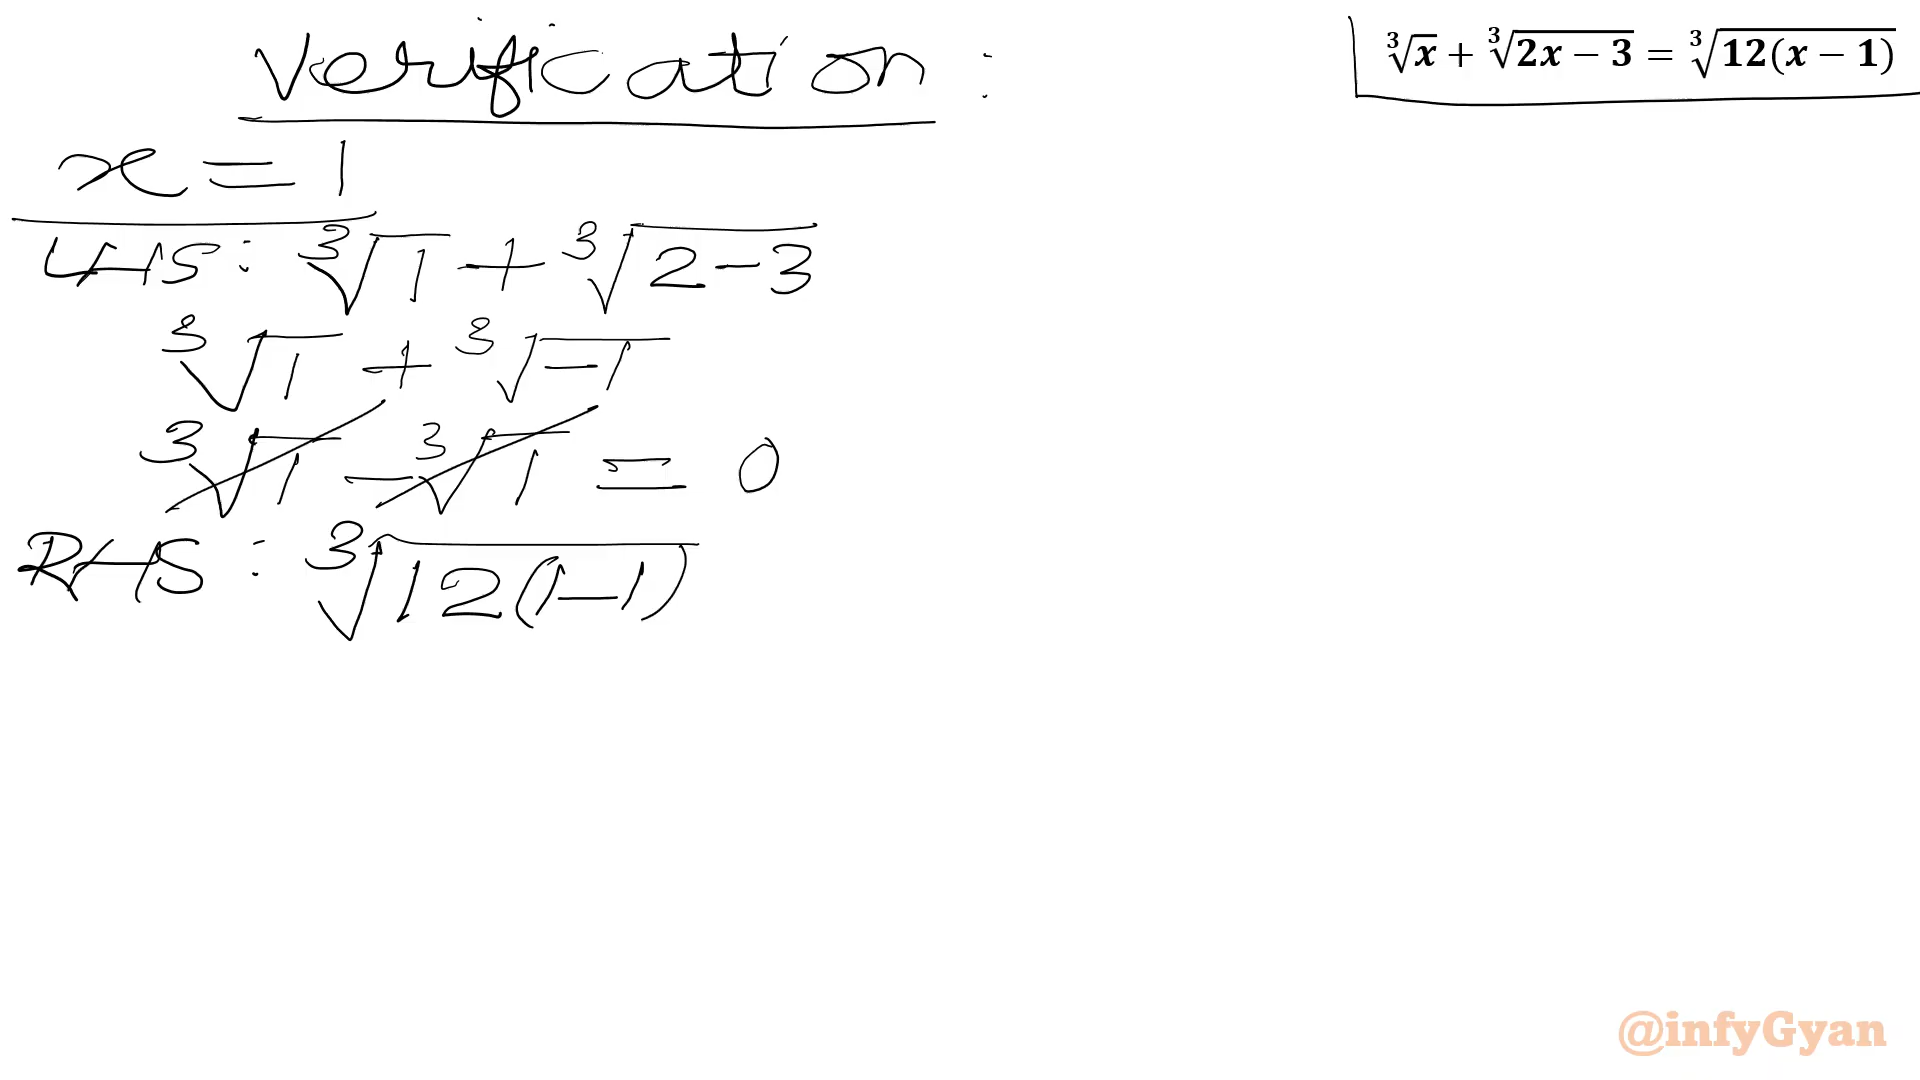 Verification :
∛x + ∛(2x − 3) = ∛(12(x − 1))
x = 1
LHS : ∛1 + ∛(2 − 3)
∛1 + ∛(−1)
∛1 − ∛1 = 0
RHS : ∛(12(1 − 1))
@infyGyan